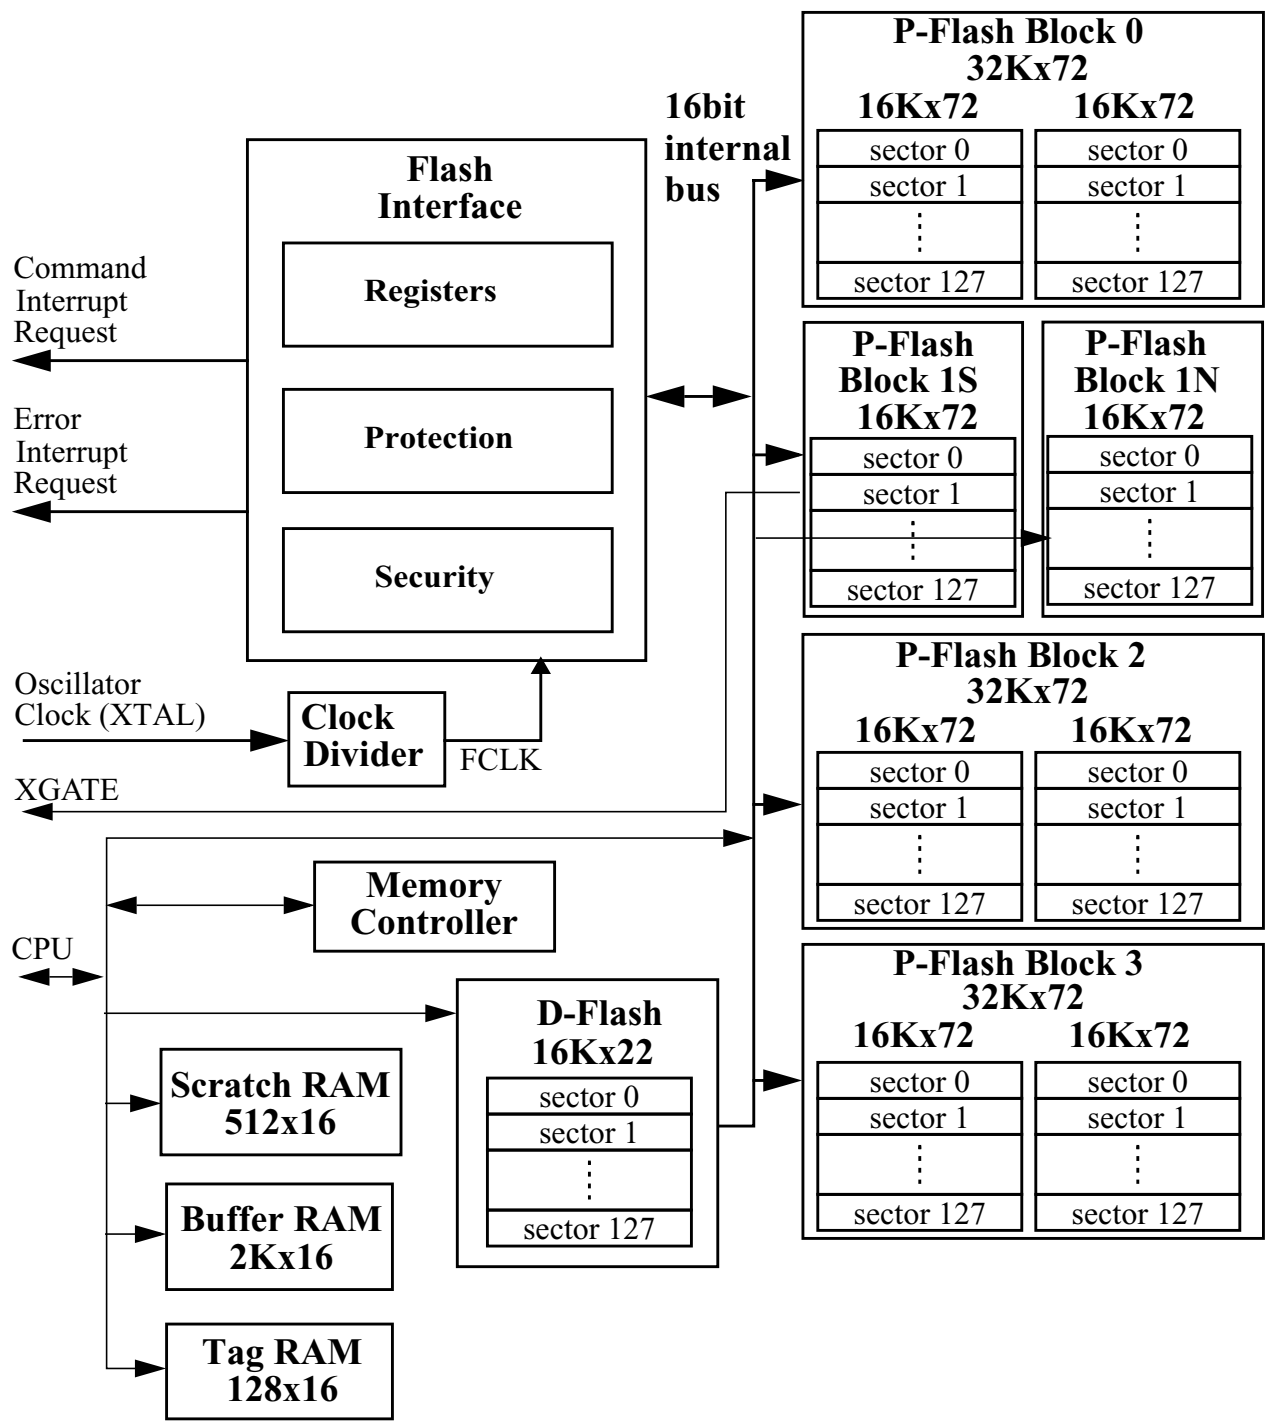 P-Flash Block 0
32Kx72
16Kx72
16Kx72
sector 0
sector 0
sector 1
sector 1
sector 127
sector 127
16bit
internal
bus
Flash
Interface
Registers
Protection
Security
Command
Interrupt
Request
Error
Interrupt
Request
P-Flash
Block 1S
16Kx72
sector 0
sector 1
sector 127
P-Flash
Block 1N
16Kx72
sector 0
sector 1
sector 127
Oscillator
Clock (XTAL)
Clock
Divider
FCLK
XGATE
P-Flash Block 2
32Kx72
16Kx72
16Kx72
sector 0
sector 0
sector 1
sector 1
sector 127
sector 127
Memory
Controller
CPU
D-Flash
16Kx22
sector 0
sector 1
sector 127
P-Flash Block 3
32Kx72
16Kx72
16Kx72
sector 0
sector 0
sector 1
sector 1
sector 127
sector 127
Scratch RAM
512x16
Buffer RAM
2Kx16
Tag RAM
128x16